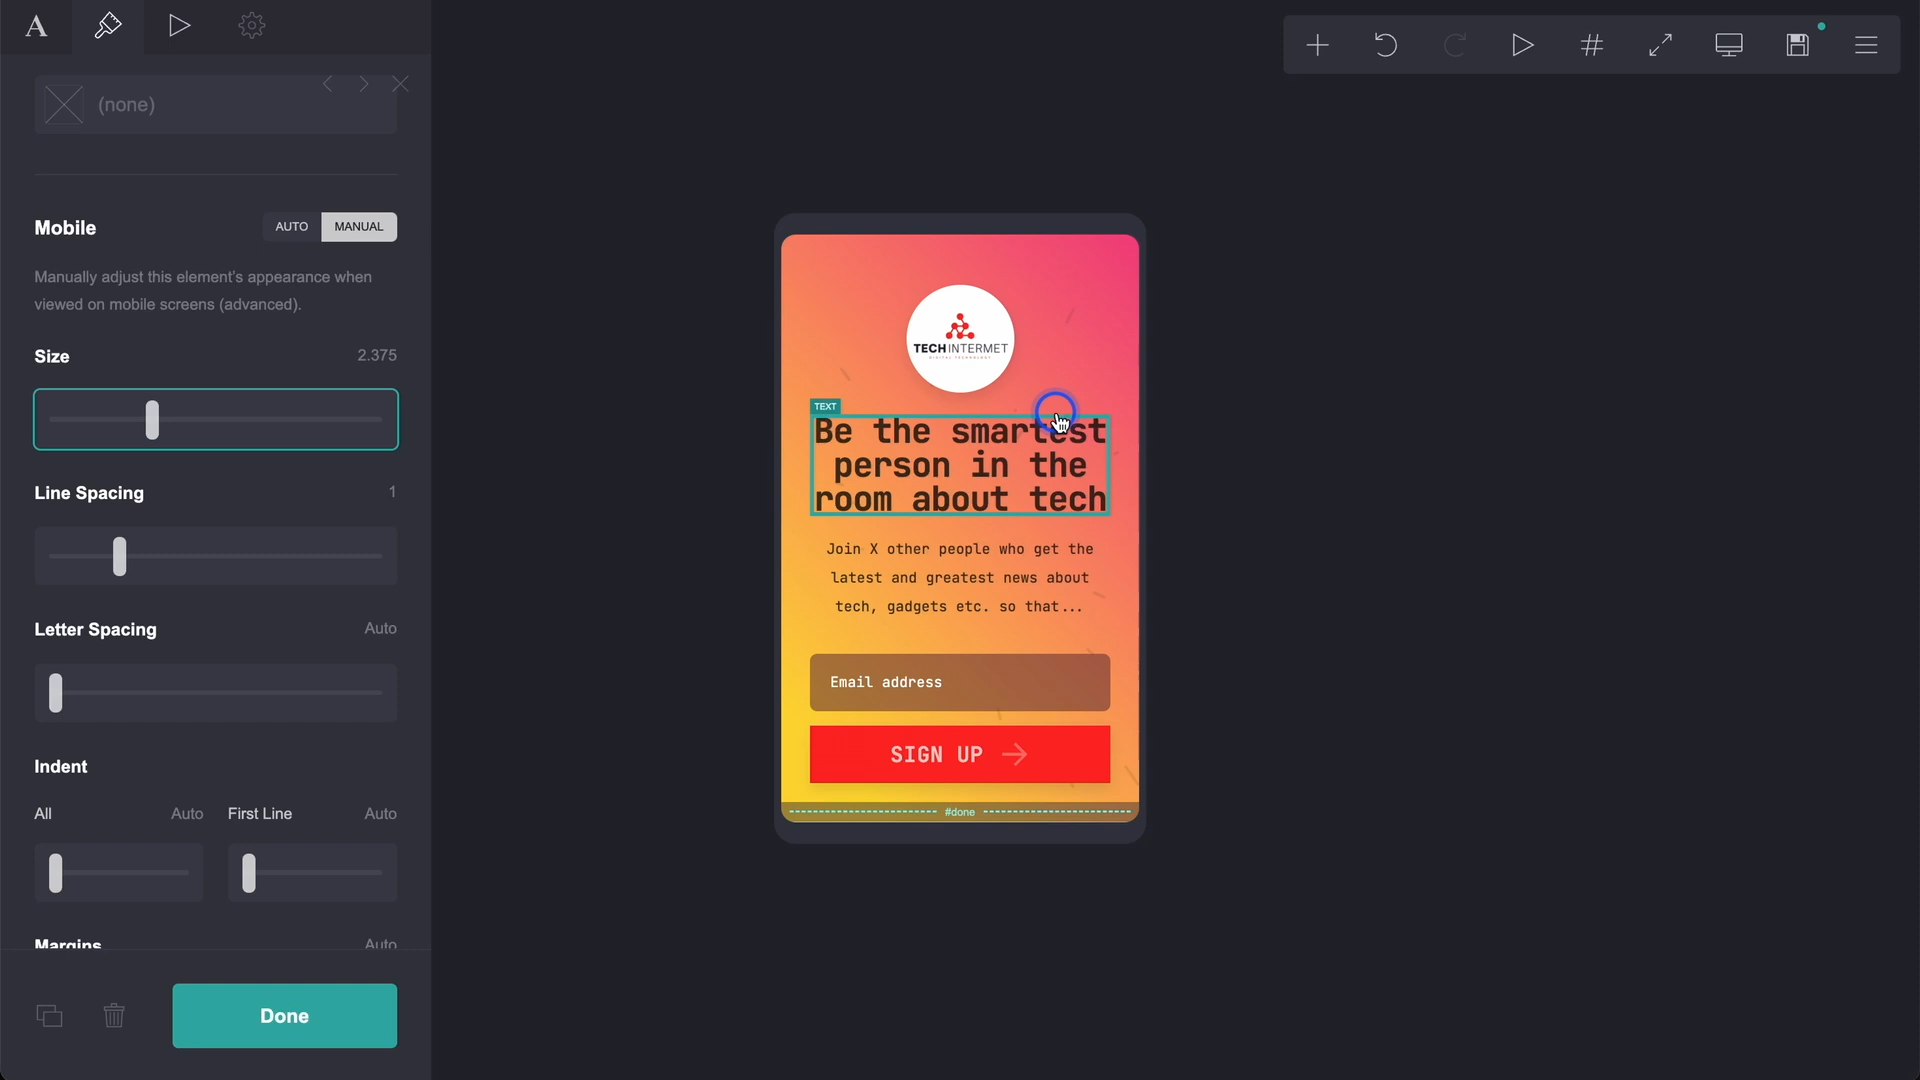 A
(none)
Mobile
AUTO
MANUAL
Manually adjust this element's appearance when
viewed on mobile screens (advanced).
Size
2.375
Line Spacing
1
Letter Spacing
Auto
Indent
All
Auto
First Line
Auto
Margins
Auto
Done
TECH INTERMET
DIGITAL TECHNOLOGY
TEXT
Be the smartest
person in the
room about tech
Join X other people who get the
latest and greatest news about
tech, gadgets etc. so that...
Email address
SIGN UP
#done